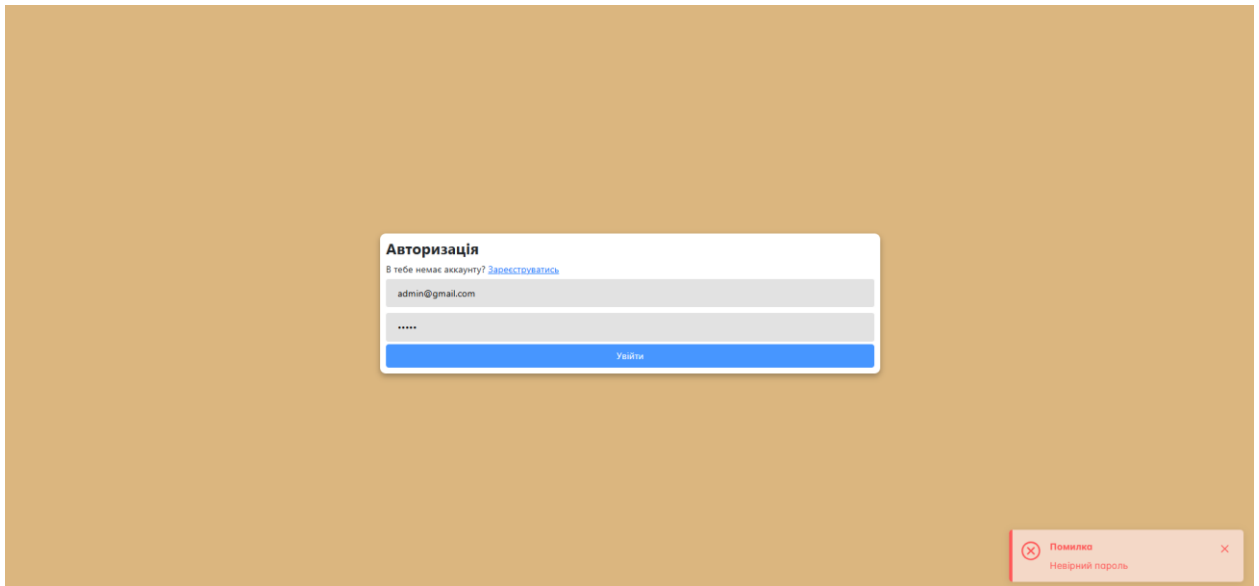 Авторизація
В тебе немає аккаунту? Зареєструватись
admin@gmail.com
•••••
Увійти
Помилка
Невірний пароль